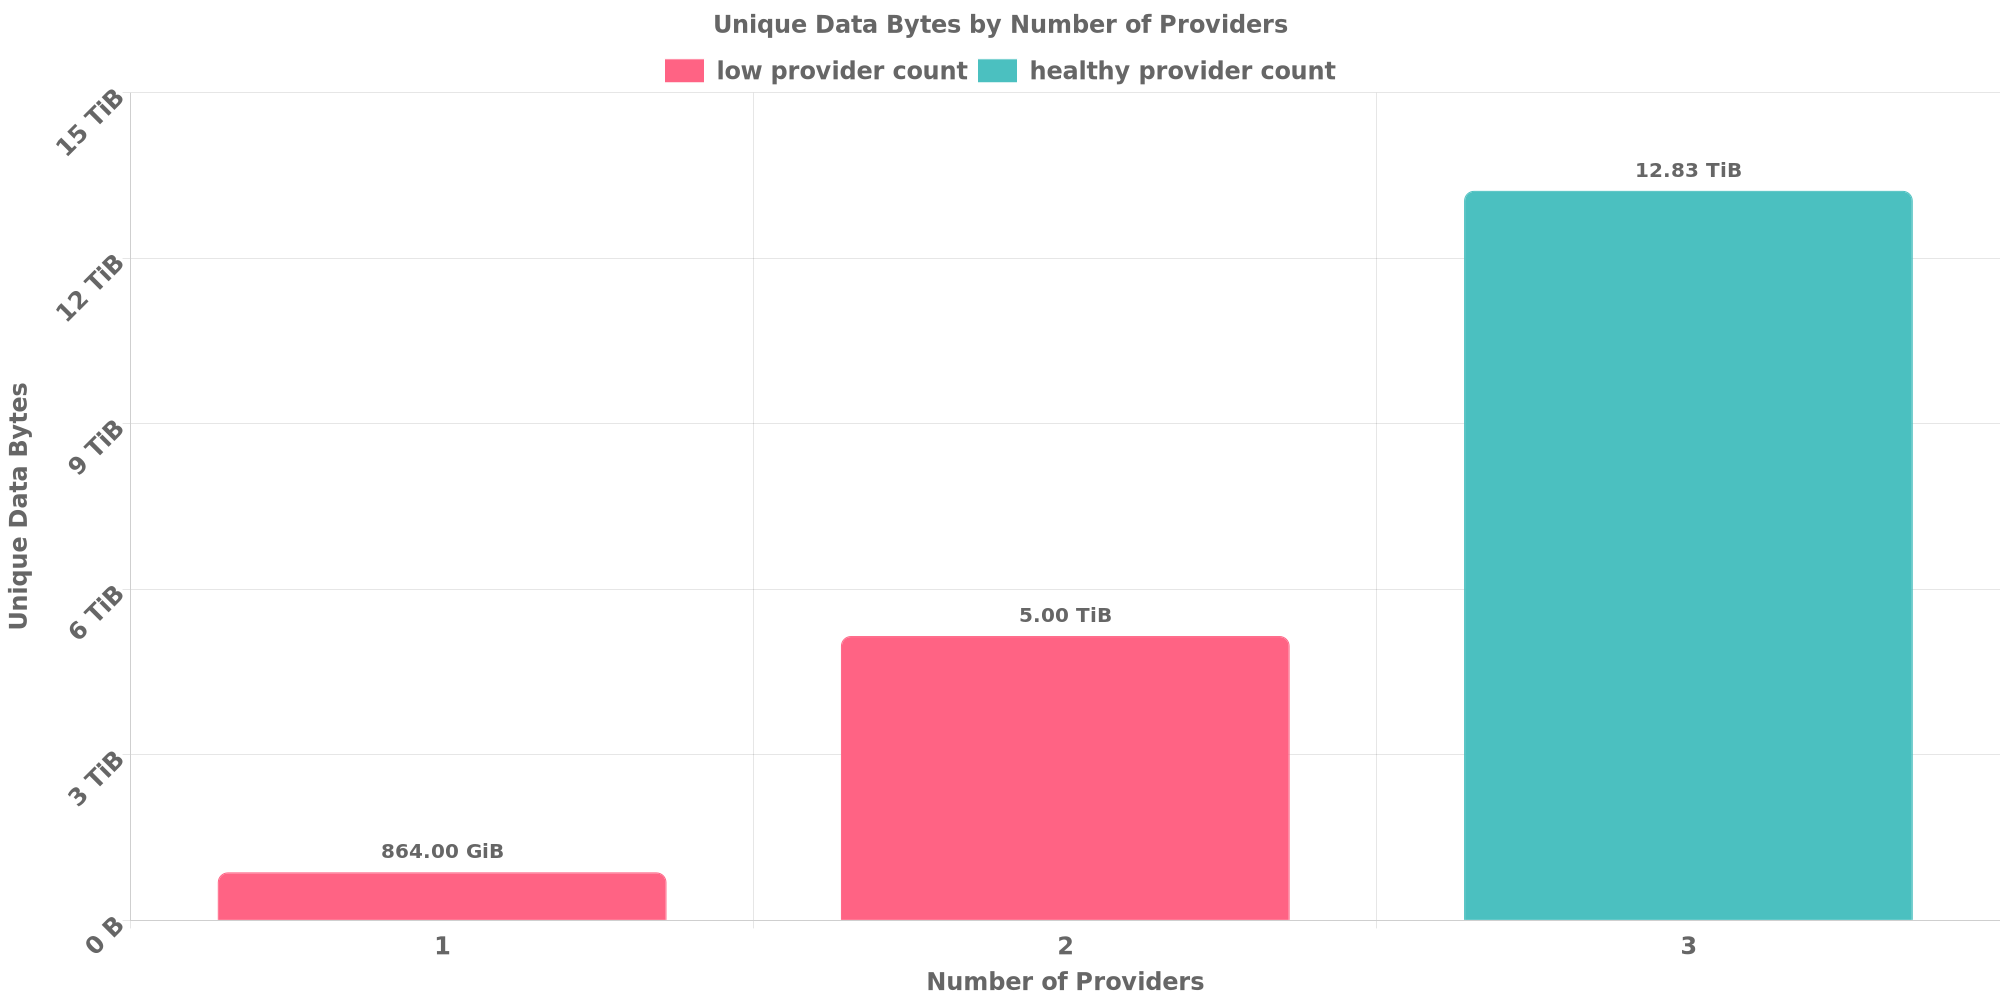 Unique Data Bytes by Number of Providers
low provider count healthy provider count
15 TiB
12.83 TiB
12 TiB
9 TiB
Unique Data Bytes
6 TiB
5.00 TiB
3 TiB
864.00 GiB
0 B
1 2 3
Number of Providers